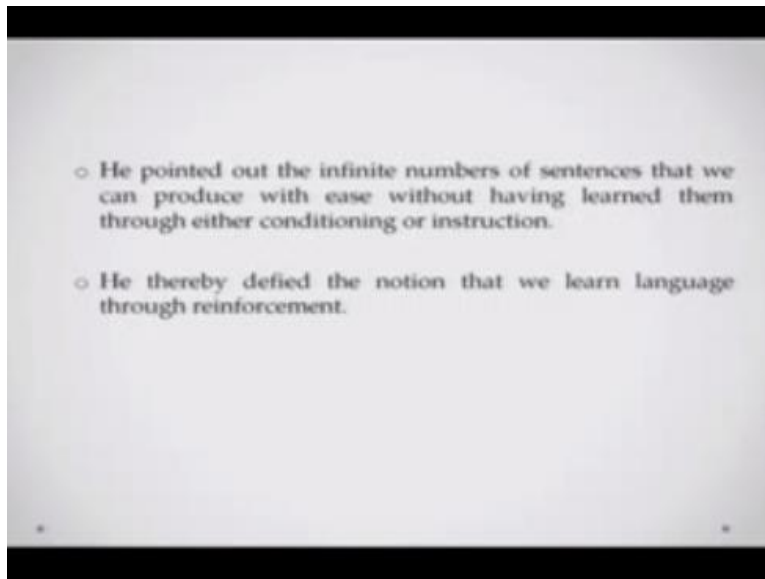 o He pointed out the infinite numbers of sentences that we
can produce with ease without having learned them
through either conditioning or instruction.
o He thereby defied the notion that we learn language
through reinforcement.